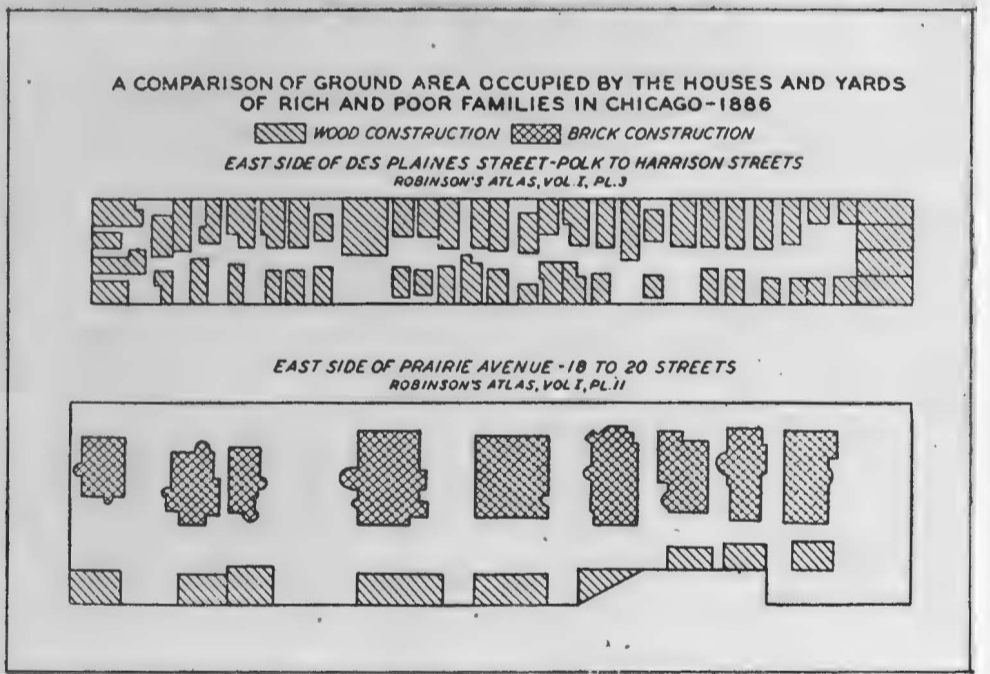 A COMPARISON OF GROUND AREA OCCUPIED BY THE HOUSES AND YARDS
OF RICH AND POOR FAMILIES IN CHICAGO-1886
WOOD CONSTRUCTION BRICK CONSTRUCTION
EAST SIDE OF DES PLAINES STREET-POLK TO HARRISON STREETS
ROBINSON'S ATLAS, VOL. I, PL. 3
EAST SIDE OF PRAIRIE AVENUE-18 TO 20 STREETS
ROBINSON'S ATLAS, VOL I, PL. 11